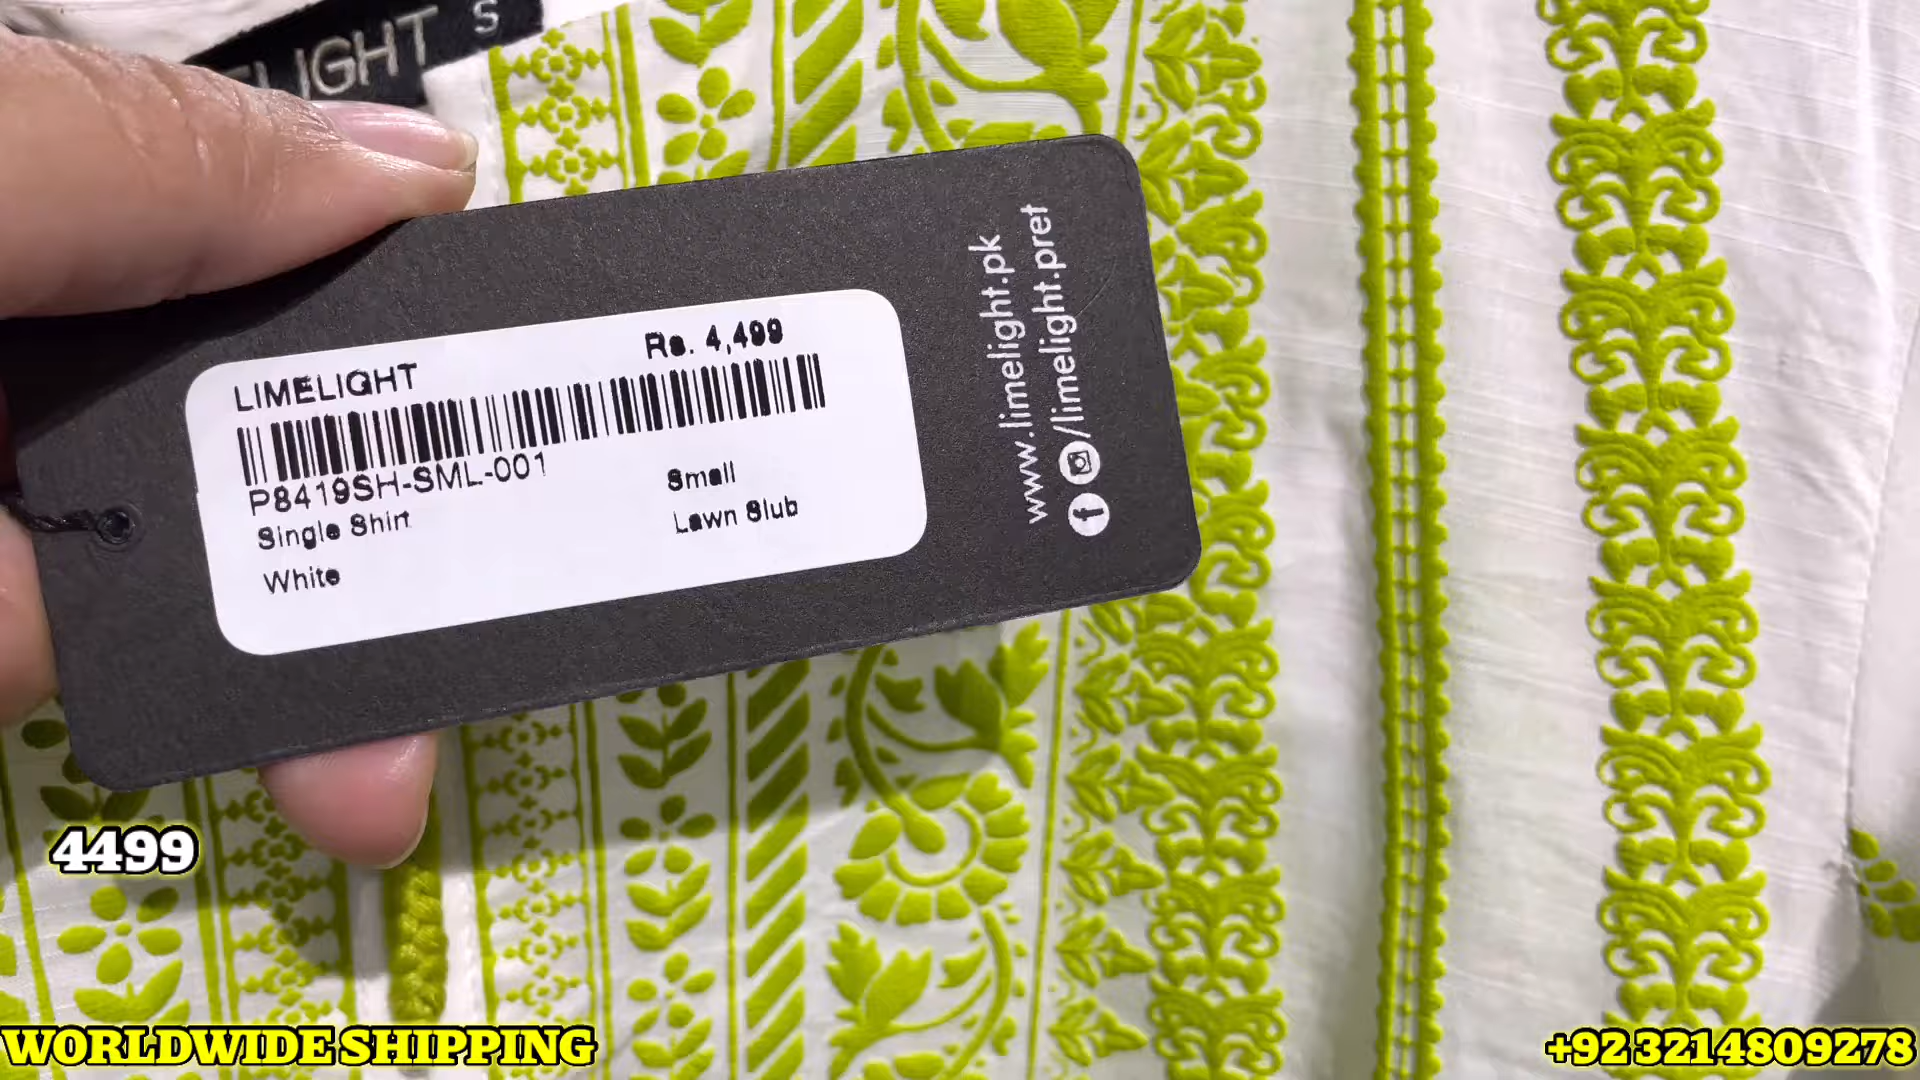 LIGHT S
LIMELIGHT
Rs. 4,499
P8419SH-SML-001
Small
Single Shirt
Lawn Slub
White
www.limelight.pk
/limelight.pret
4499
WORLDWIDE SHIPPING
+92 3214809278